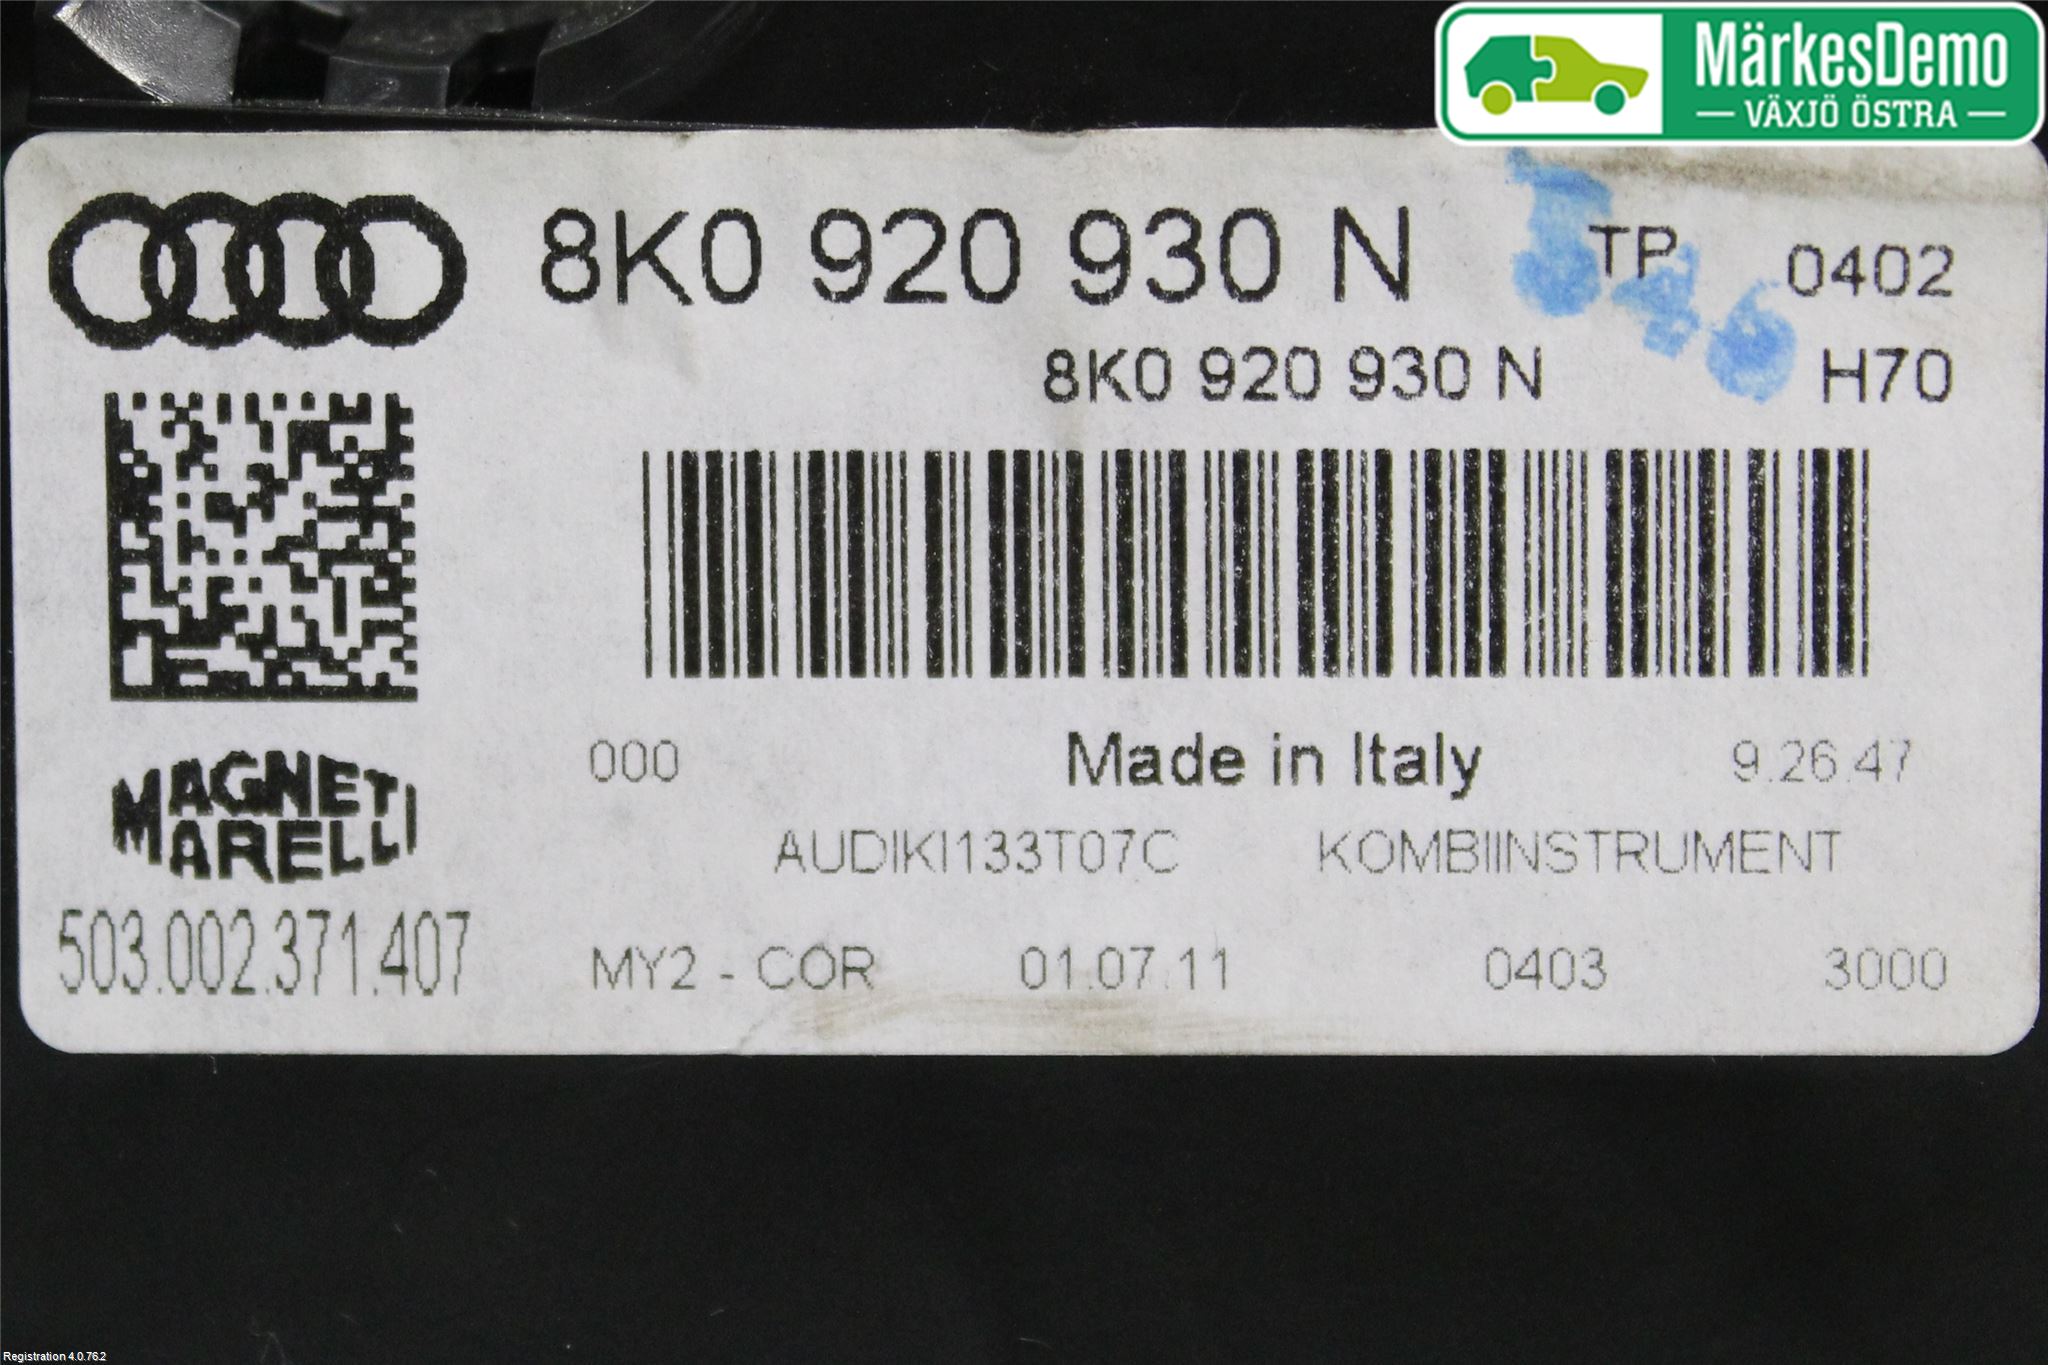 MärkesDemo
VÄXJÖ ÖSTRA
8K0 920 930 N TP 0402
8K0 920 930 N H70
000 Made in Italy 9.26.47
MAGNETI
MARELLI
AUDIKI133T07C KOMBIINSTRUMENT
503.002.371.407 MY2 - COR 01.07.11 0403 3000
Registration 4.0.76.2